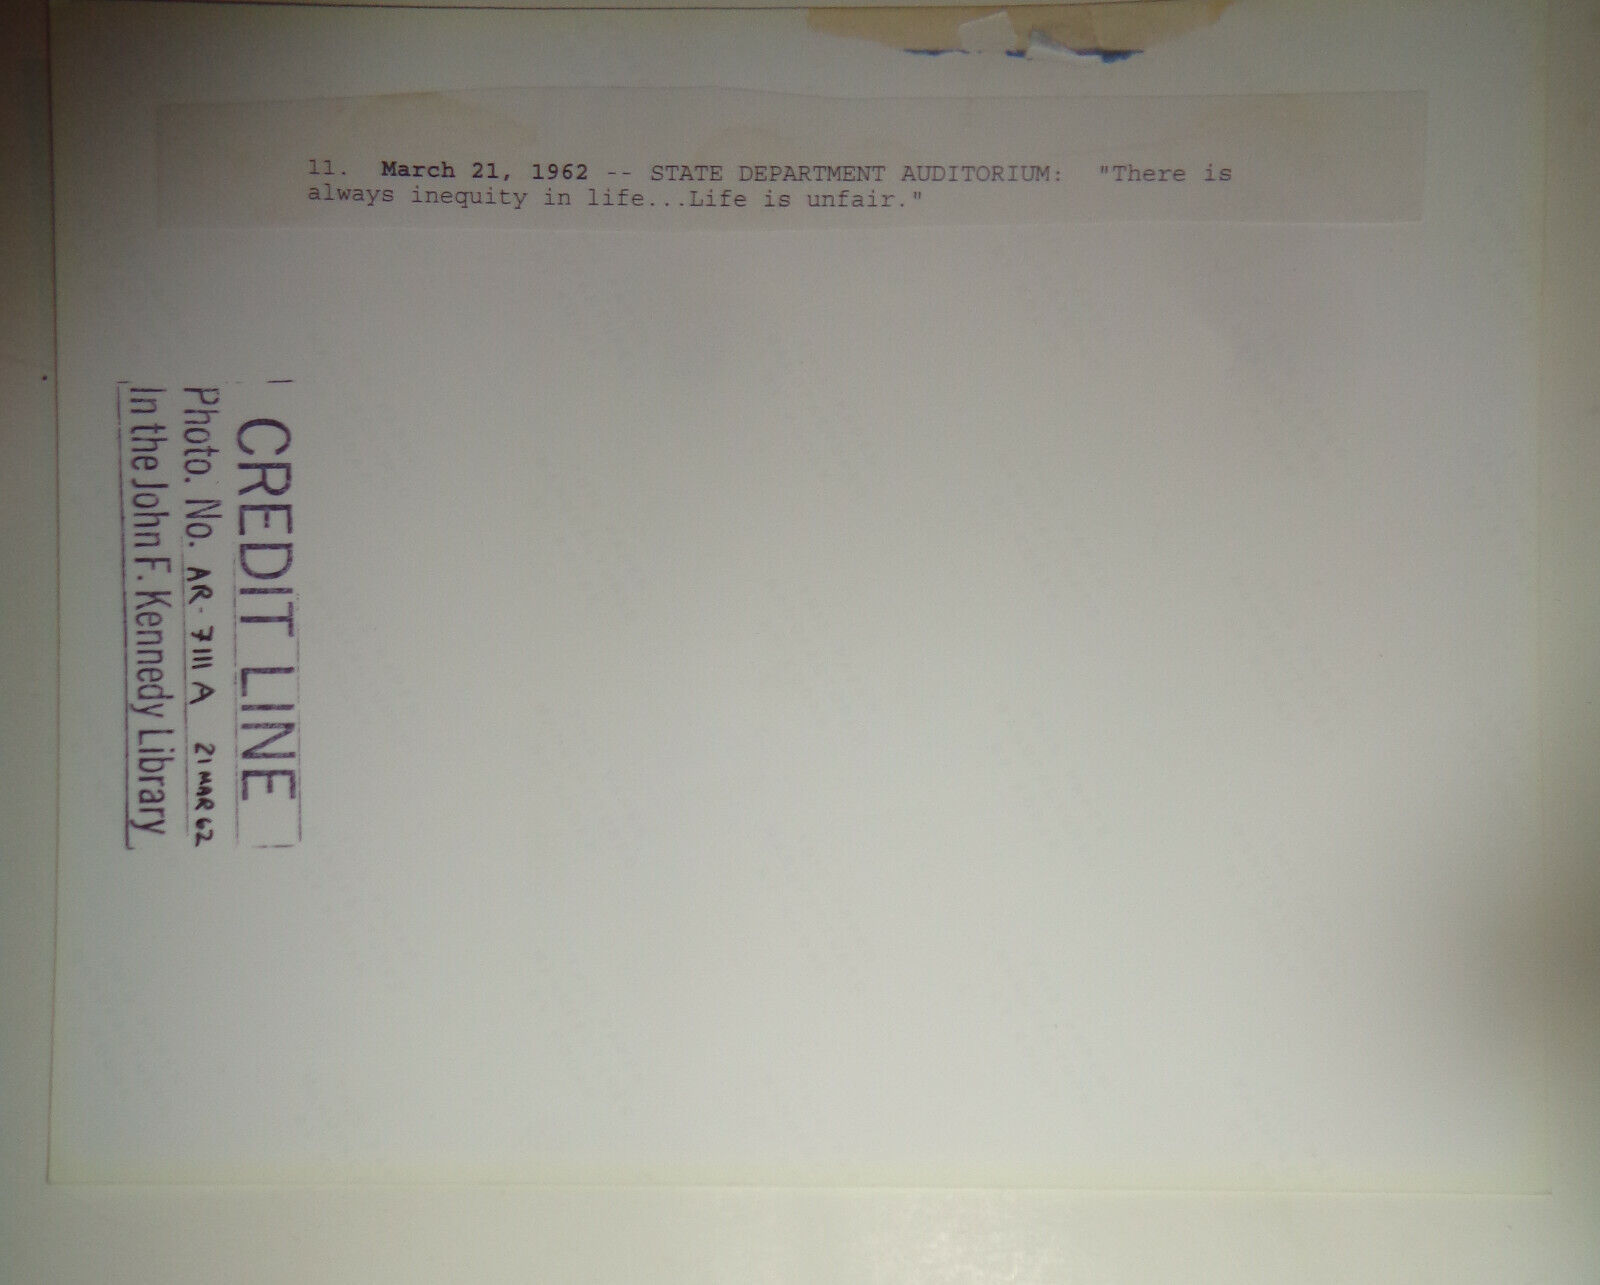 11. March 21, 1962 -- STATE DEPARTMENT AUDITORIUM: "There is
always inequity in life...Life is unfair."
CREDIT LINE
Photo. No. AR-7111 A 21 MAR 62
In the John F. Kennedy Library